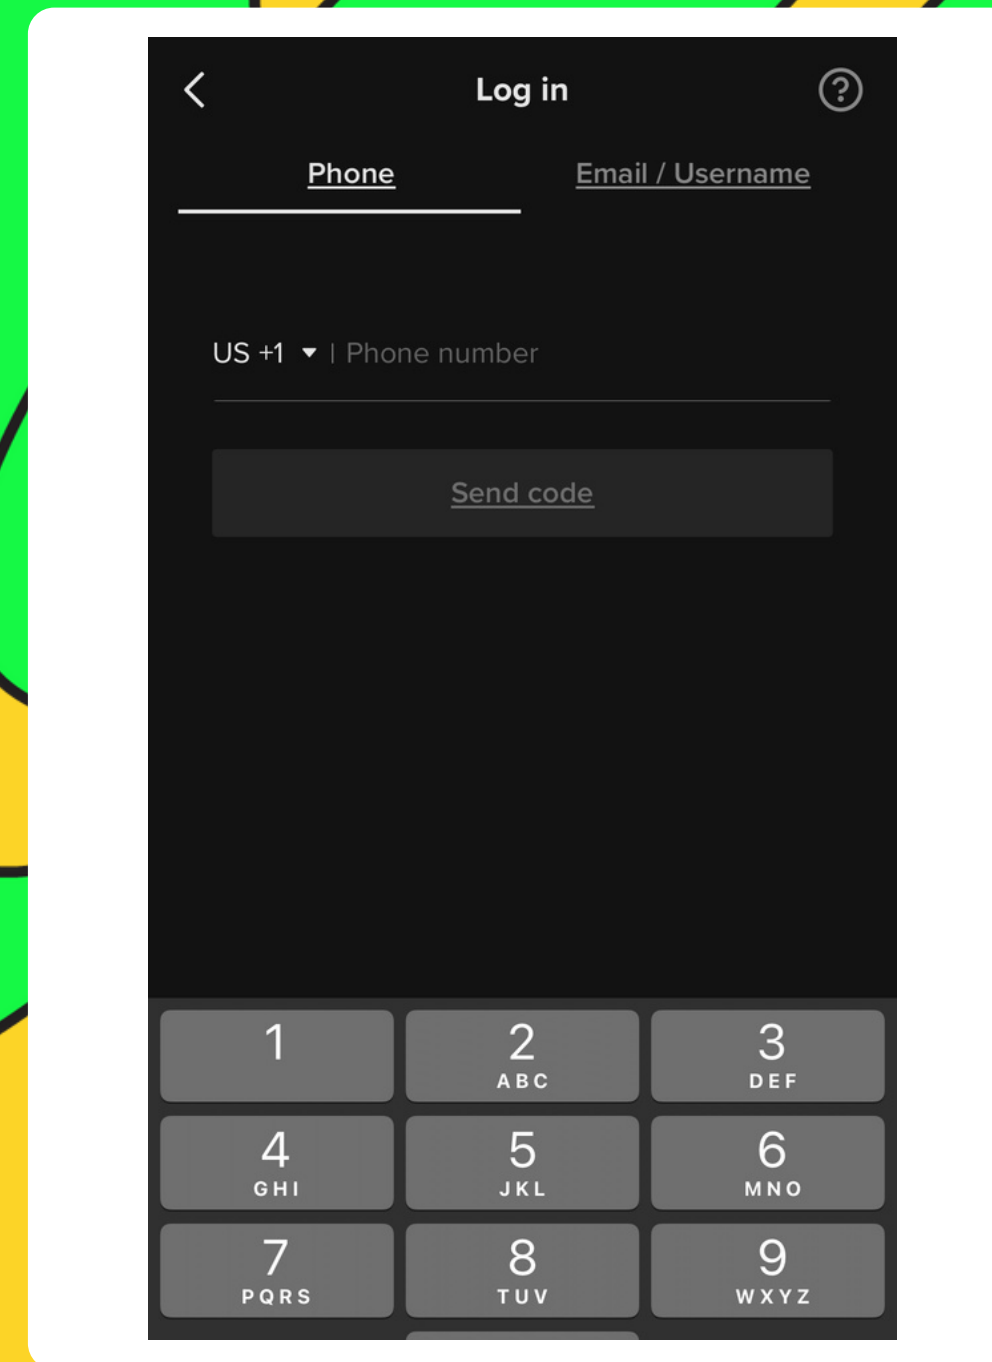 Log in
?
Phone
Email / Username
US +1
Phone number
Send code
1
2
ABC
3
DEF
4
GHI
5
JKL
6
MNO
7
PQRS
8
TUV
9
WXYZ